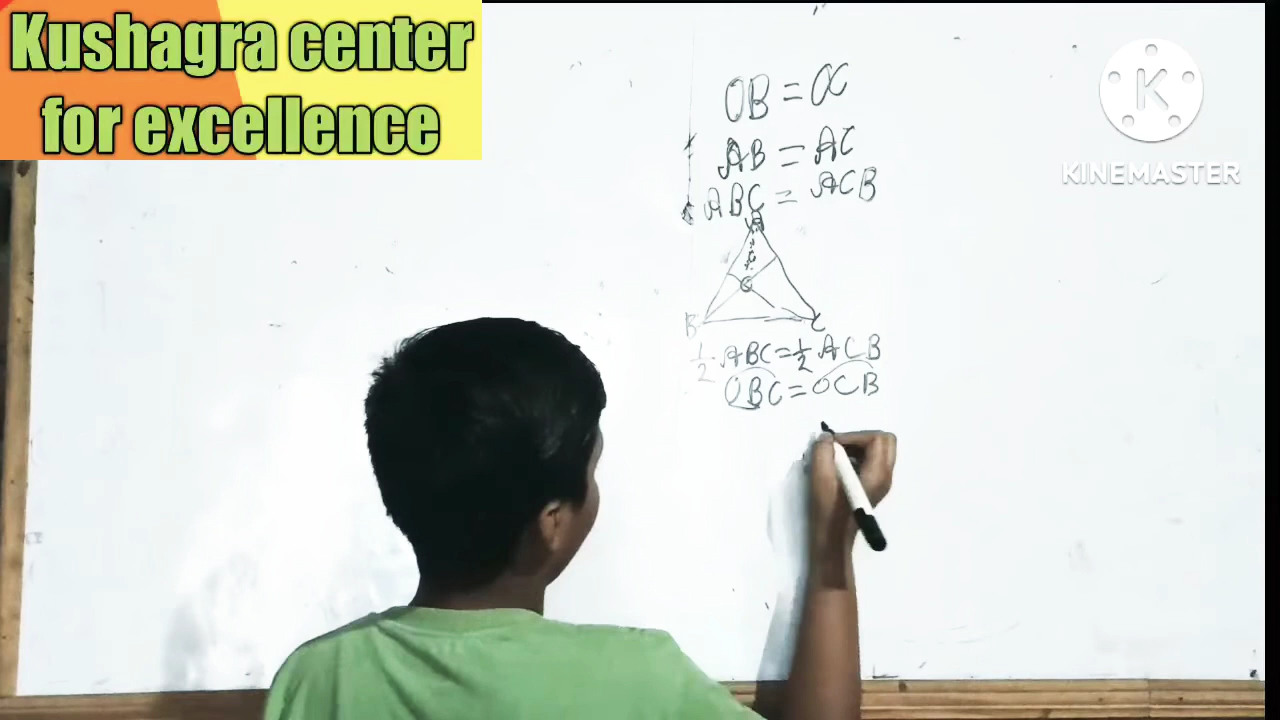 Kushagra center
for excellence
K
KINEMASTER
OB = OC
AB = AC
ABC = ACB
A
O
B C
1/2 ABC = 1/2 ACB
OBC = OCB